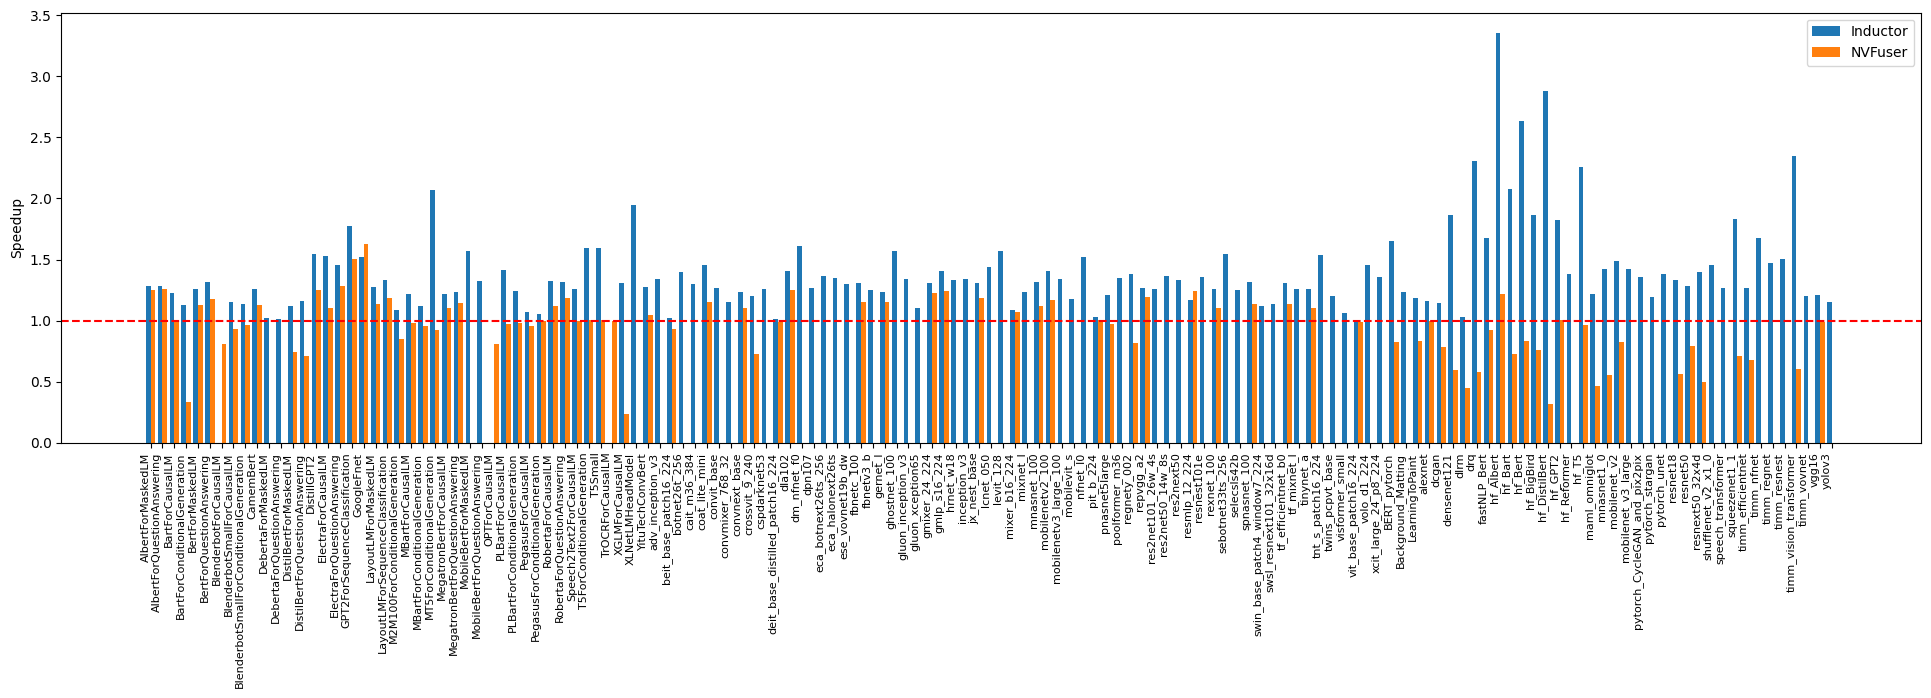 Inductor
NVFuser
Speedup
3.5
3.0
2.5
2.0
1.5
1.0
0.5
0.0
AlbertForMaskedLM
AlbertForQuestionAnswering
BartForCausalLM
BartForConditionalGeneration
BertForMaskedLM
BertForQuestionAnswering
BlenderbotForCausalLM
BlenderbotSmallForCausalLM
BlenderbotSmallForConditionalGeneration
CamemBert
DebertaForMaskedLM
DebertaForQuestionAnswering
DistilBertForMaskedLM
DistilBertForQuestionAnswering
DistillGPT2
ElectraForCausalLM
ElectraForQuestionAnswering
GPT2ForSequenceClassification
GoogleFnet
LayoutLMForMaskedLM
LayoutLMForSequenceClassification
M2M100ForConditionalGeneration
MBartForCausalLM
MBartForConditionalGeneration
MT5ForConditionalGeneration
MegatronBertForCausalLM
MegatronBertForQuestionAnswering
MobileBertForMaskedLM
MobileBertForQuestionAnswering
OPTForCausalLM
PLBartForCausalLM
PLBartForConditionalGeneration
PegasusForCausalLM
PegasusForConditionalGeneration
RobertaForCausalLM
RobertaForQuestionAnswering
Speech2Text2ForCausalLM
T5ForConditionalGeneration
T5Small
TrOCRForCausalLM
XGLMForCausalLM
XLNetLMHeadModel
YituTechConvBert
adv_inception_v3
beit_base_patch16_224
botnet26t_256
cait_m36_384
coat_lite_mini
convit_base
convmixer_768_32
convnext_base
crossvit_9_240
cspdarknet53
deit_base_distilled_patch16_224
dla102
dm_nfnet_f0
dpn107
eca_botnext26ts_256
eca_halonext26ts
ese_vovnet19b_dw
fbnetc_100
fbnetv3_b
gernet_l
ghostnet_100
gluon_inception_v3
gluon_xception65
gmixer_24_224
gmlp_s16_224
hrnet_w18
inception_v3
jx_nest_base
lcnet_050
levit_128
mixer_b16_224
mixnet_l
mnasnet_100
mobilenetv2_100
mobilenetv3_large_100
mobilevit_s
nfnet_l0
pit_b_224
pnasnet5large
poolformer_m36
regnety_002
repvgg_a2
res2net101_26w_4s
res2net50_14w_8s
res2next50
resmlp_12_224
resnest101e
rexnet_100
sebotnet33ts_256
selecsls42b
spnasnet_100
swin_base_patch4_window7_224
swsl_resnext101_32x16d
tf_efficientnet_b0
tf_mixnet_l
tinynet_a
tnt_s_patch16_224
twins_pcpvt_base
visformer_small
vit_base_patch16_224
volo_d1_224
xcit_large_24_p8_224
BERT_pytorch
Background_Matting
LearningToPaint
alexnet
dcgan
densenet121
dlrm
drq
fastNLP_Bert
hf_Albert
hf_Bart
hf_Bert
hf_BigBird
hf_DistilBert
hf_GPT2
hf_Reformer
hf_T5
maml_omniglot
mnasnet1_0
mobilenet_v2
mobilenet_v3_large
pytorch_CycleGAN_and_pix2pix
pytorch_stargan
pytorch_unet
resnet18
resnet50
resnext50_32x4d
shufflenet_v2_x1_0
speech_transformer
squeezenet1_1
timm_efficientnet
timm_nfnet
timm_regnet
timm_resnest
timm_vision_transformer
timm_vovnet
vgg16
yolov3